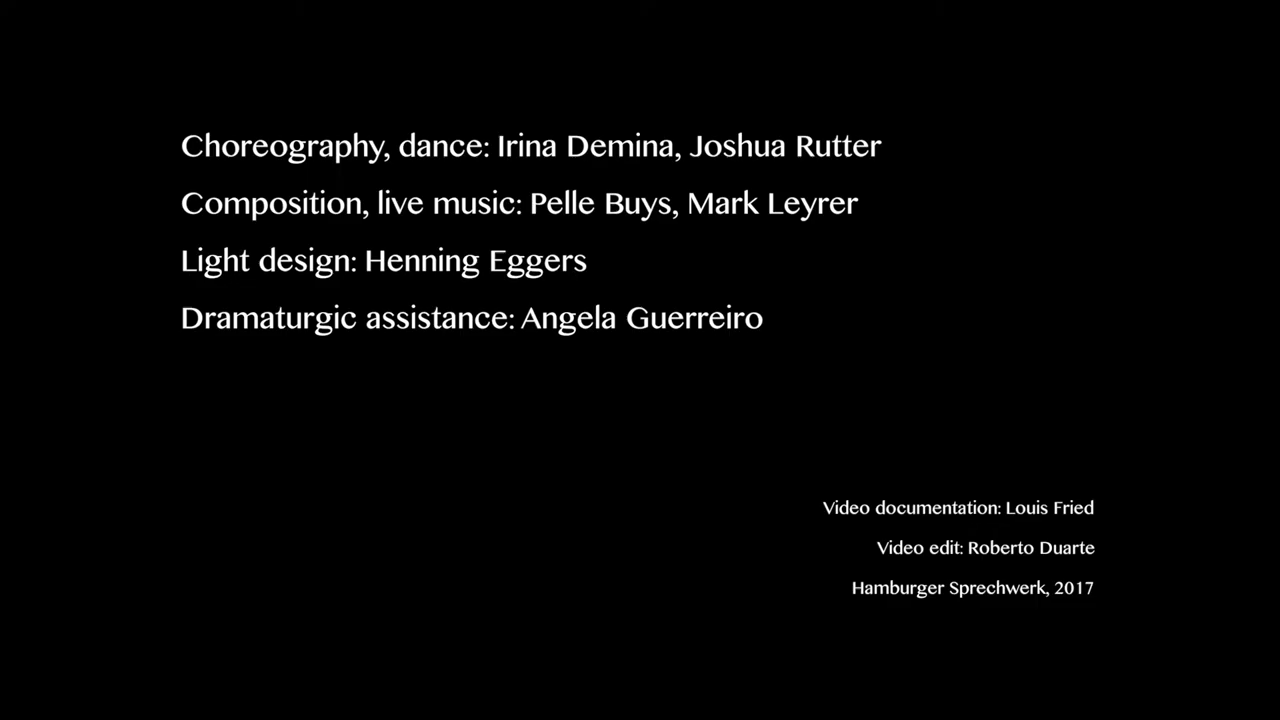 Choreography, dance: Irina Demina, Joshua Rutter
Composition, live music: Pelle Buys, Mark Leyrer
Light design: Henning Eggers
Dramaturgic assistance: Angela Guerreiro
Video documentation: Louis Fried
Video edit: Roberto Duarte
Hamburger Sprechwerk, 2017